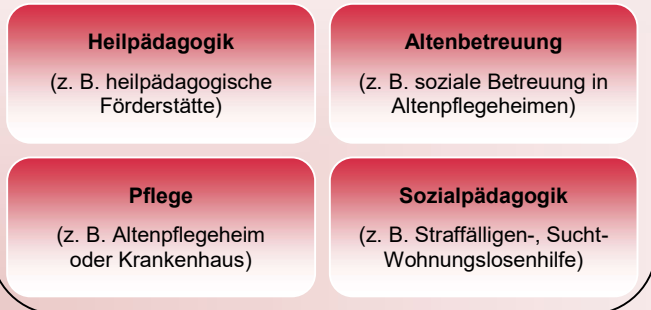 Heilpädagogik
(z. B. heilpädagogische
Förderstätte)
Altenbetreuung
(z. B. soziale Betreuung in
Altenpflegeheimen)
Pflege
(z. B. Altenpflegeheim
oder Krankenhaus)
Sozialpädagogik
(z. B. Straffälligen-, Sucht-
Wohnungslosenhilfe)